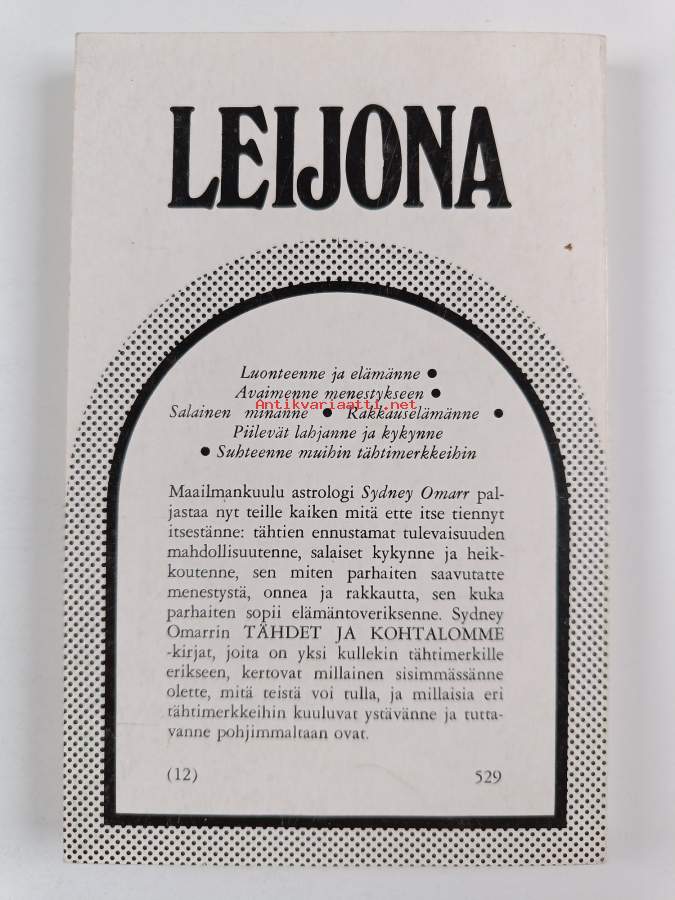 LEIJONA
Luonteenne ja elämänne ●
Avaimenne menestykseen ●
Antikvariaatti.net
Salainen minänne ● Rakkauselämänne ●
Piilevät lahjanne ja kykynne
● Suhteenne muihin tähtimerkkeihin
Maailmankuulu astrologi Sydney Omarr pal-
jastaa nyt teille kaiken mitä ette itse tiennyt
itsestänne: tähtien ennustamat tulevaisuuden
mahdollisuutenne, salaiset kykynne ja heik-
koutenne, sen miten parhaiten saavutatte
menestystä, onnea ja rakkautta, sen kuka
parhaiten sopii elämäntoveriksenne. Sydney
Omarrin TÄHDET JA KOHTALOMME
-kirjat, joita on yksi kullekin tähtimerkille
erikseen, kertovat millainen sisimmässänne
olette, mitä teistä voi tulla, ja millaisia eri
tähtimerkkeihin kuuluvat ystävänne ja tutta-
vanne pohjimmaltaan ovat.
(12) 529